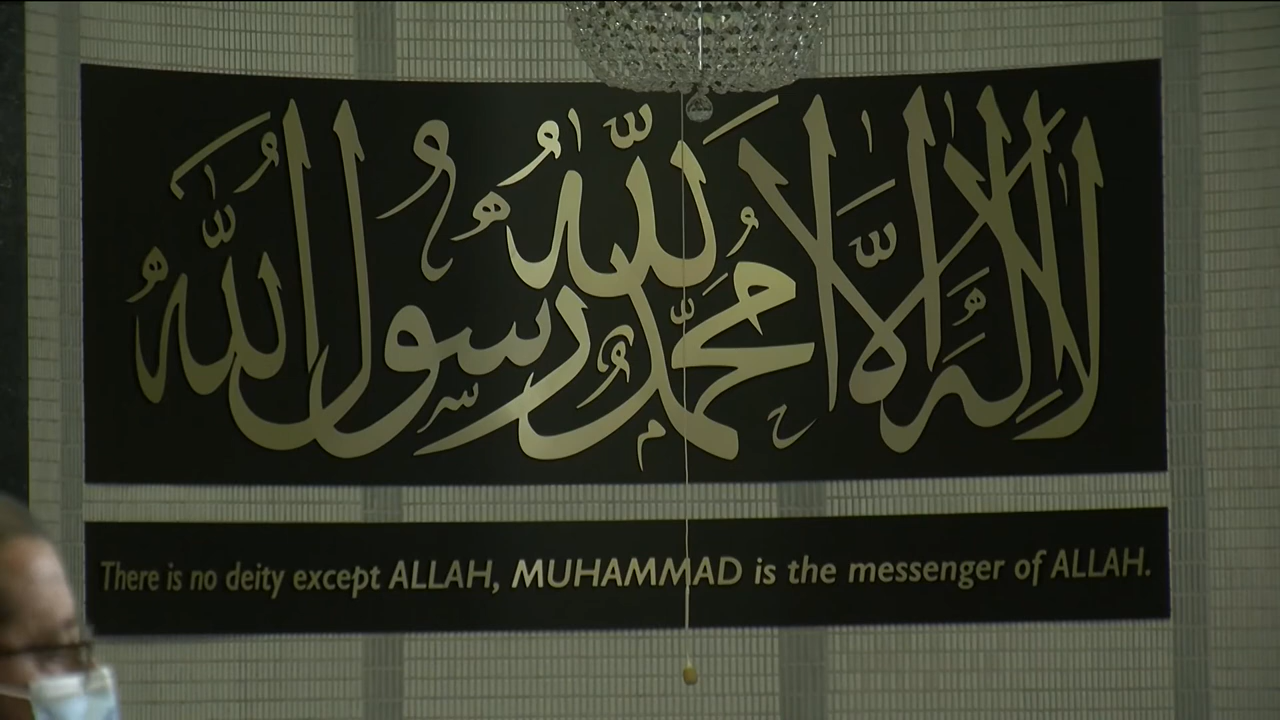 لا إله إلا الله محمد رسول الله
There is no deity except ALLAH, MUHAMMAD is the messenger of ALLAH.